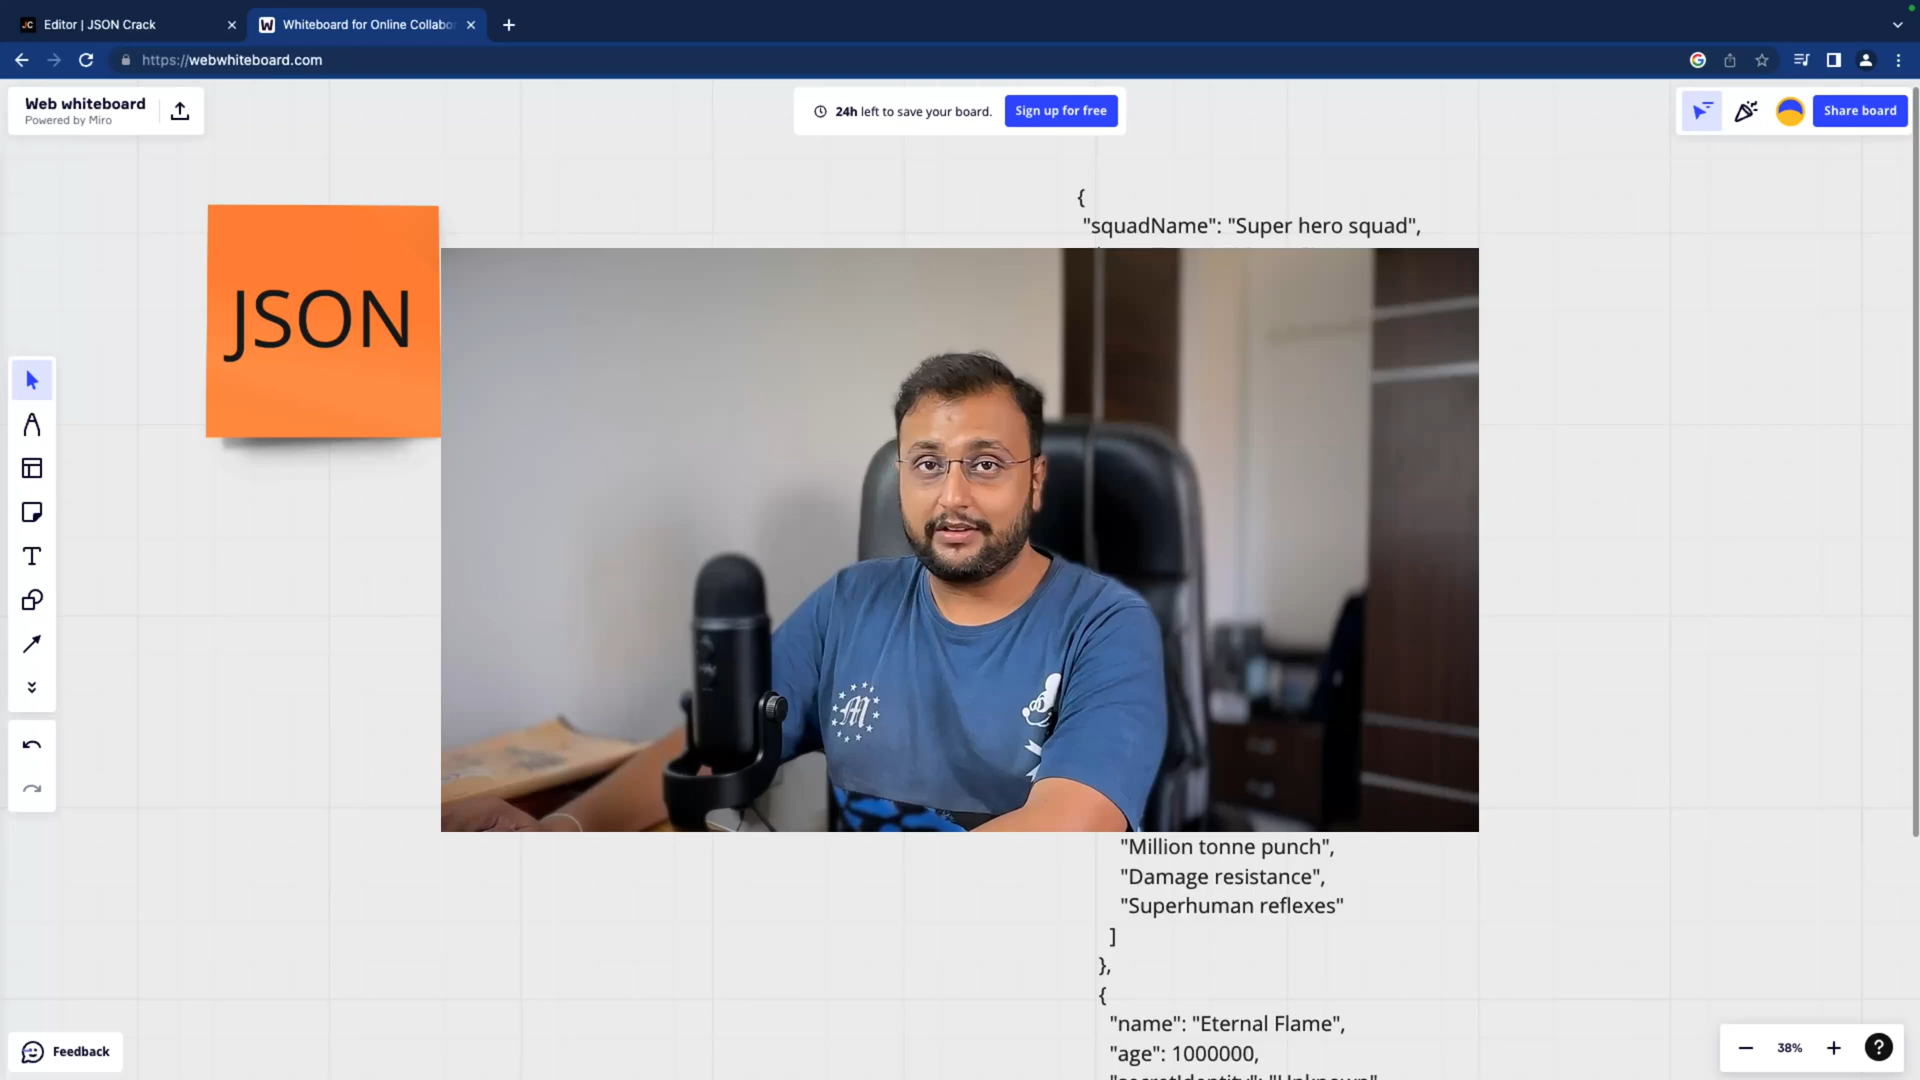 Editor | JSON Crack
Whiteboard for Online Collabo
https://webwhiteboard.com
Web whiteboard
Powered by Miro
24h left to save your board.
Sign up for free
Share board
{
"squadName": "Super hero squad",
JSON
"Million tonne punch",
"Damage resistance",
"Superhuman reflexes"
]
},
{
"name": "Eternal Flame",
"age": 1000000,
"secretIdentity": "Unknown"
Feedback
38%